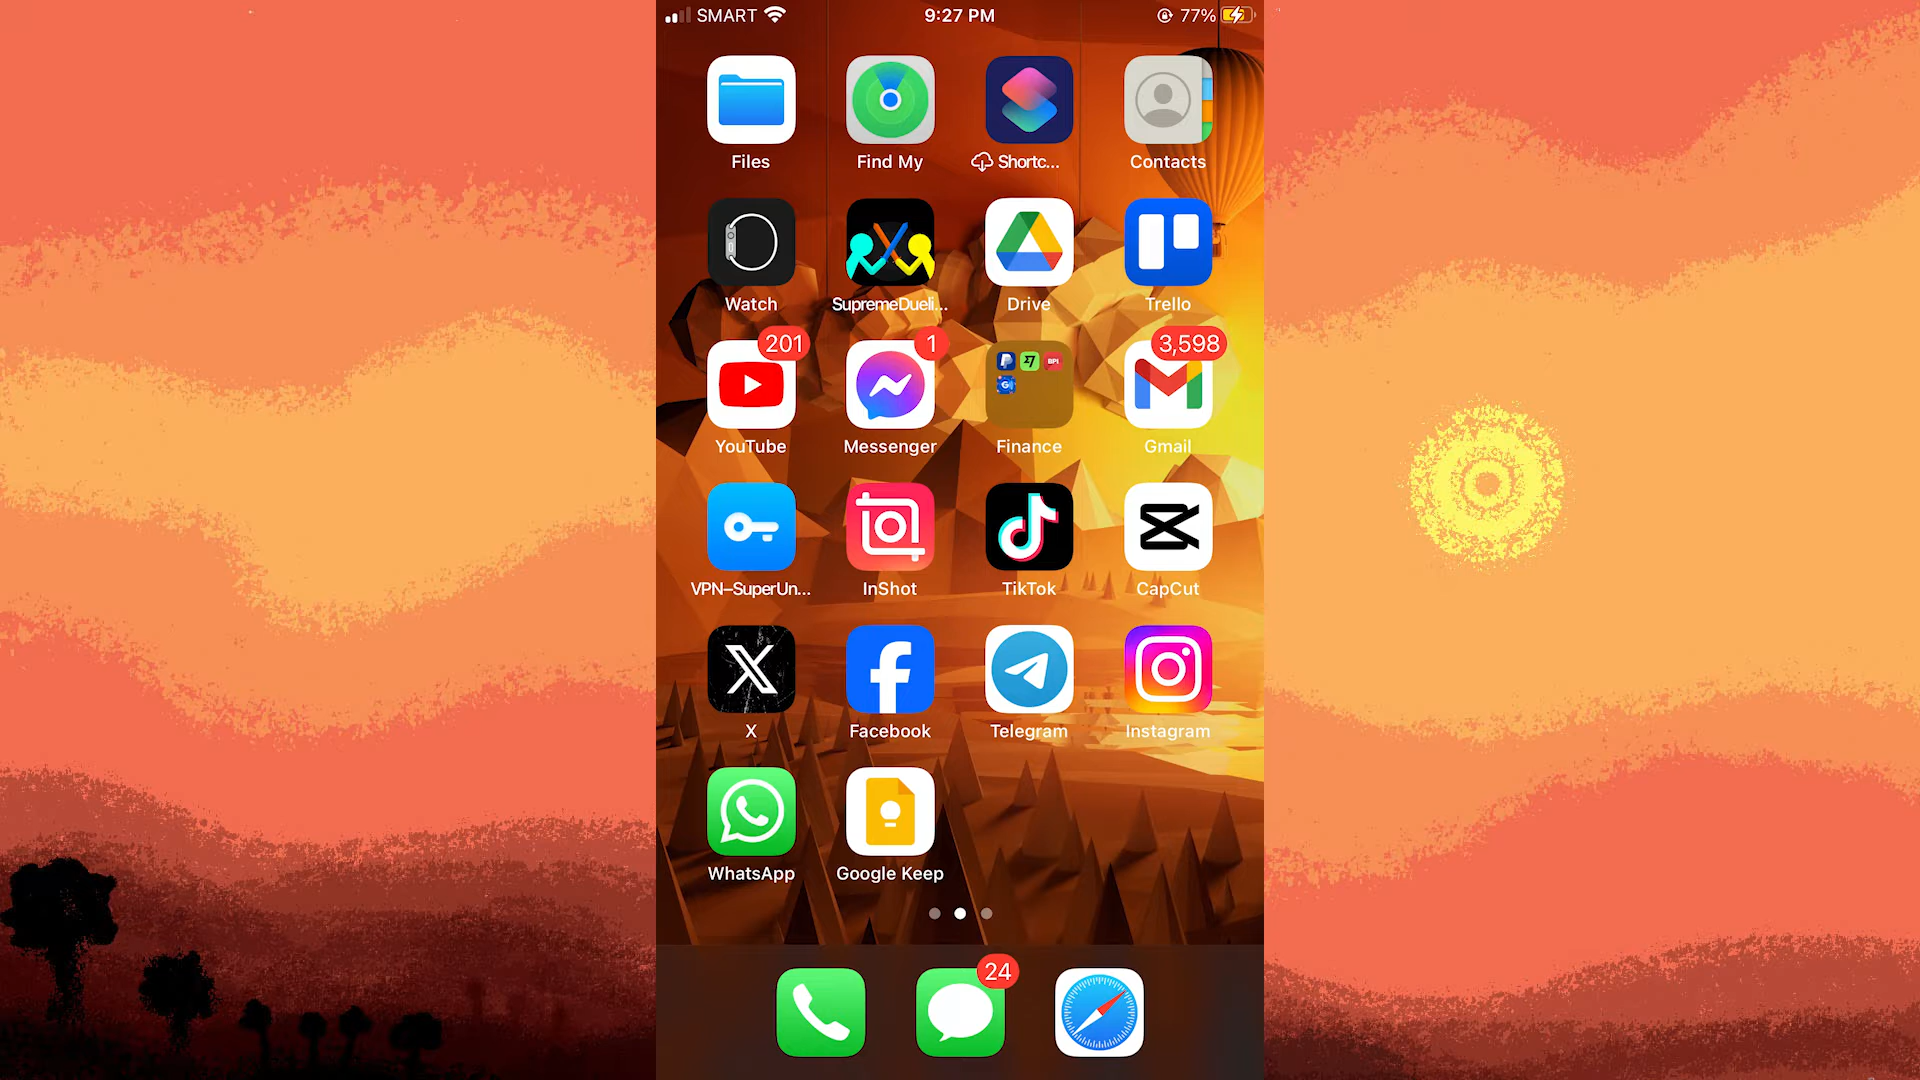 SMART 9:27 PM 77%
Files Find My Shortc... Contacts
Watch SupremeDueli... Drive Trello
201 1 3,598
BPI
G
YouTube Messenger Finance Gmail
VPN–SuperUn... InShot TikTok CapCut
X Facebook Telegram Instagram
WhatsApp Google Keep
24